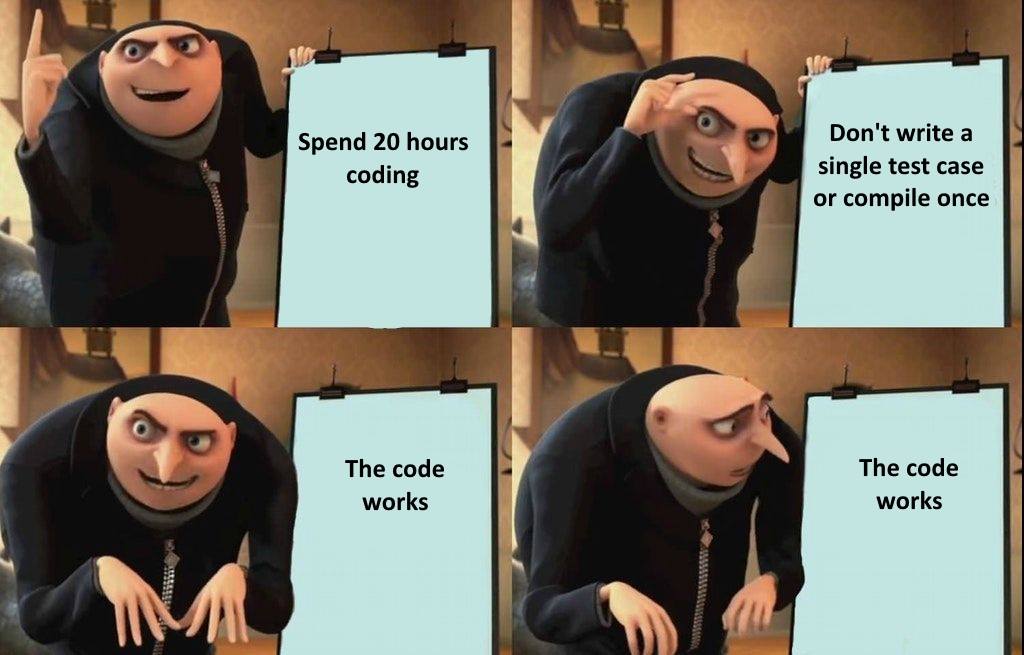 Spend 20 hours
coding
Don't write a
single test case
or compile once
The code
works
The code
works